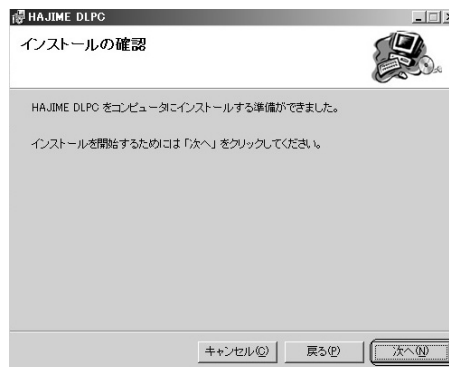 HAJIME DLPC
インストールの確認
HAJIME DLPC をコンピュータにインストールする準備ができました。
インストールを開始するためには「次へ」をクリックしてください。
キャンセル(C) 戻る(P) 次へ(N)